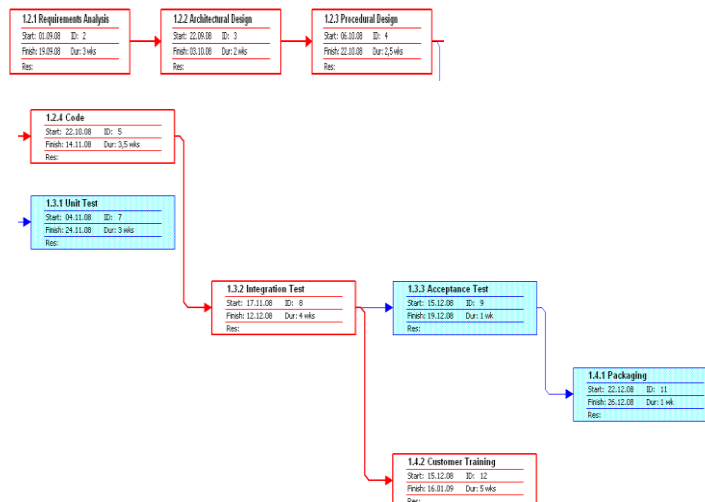 1.2.1 Requirements Analysis
Start: 01.09.08 ID: 2
Finish: 19.09.08 Dur: 3 wks
Res:
1.2.2 Architectural Design
Start: 22.09.08 ID: 3
Finish: 03.10.08 Dur: 2 wks
Res:
1.2.3 Procedural Design
Start: 06.10.08 ID: 4
Finish: 22.10.08 Dur: 2,5 wks
Res:
1.2.4 Code
Start: 22.10.08 ID: 5
Finish: 14.11.08 Dur: 3,5 wks
Res:
1.3.1 Unit Test
Start: 04.11.08 ID: 7
Finish: 24.11.08 Dur: 3 wks
Res:
1.3.2 Integration Test
Start: 17.11.08 ID: 8
Finish: 12.12.08 Dur: 4 wks
Res:
1.3.3 Acceptance Test
Start: 15.12.08 ID: 9
Finish: 19.12.08 Dur: 1 wk
Res:
1.4.1 Packaging
Start: 22.12.08 ID: 11
Finish: 26.12.08 Dur: 1 wk
Res:
1.4.2 Customer Training
Start: 15.12.08 ID: 12
Finish: 16.01.09 Dur: 5 wks
Res: